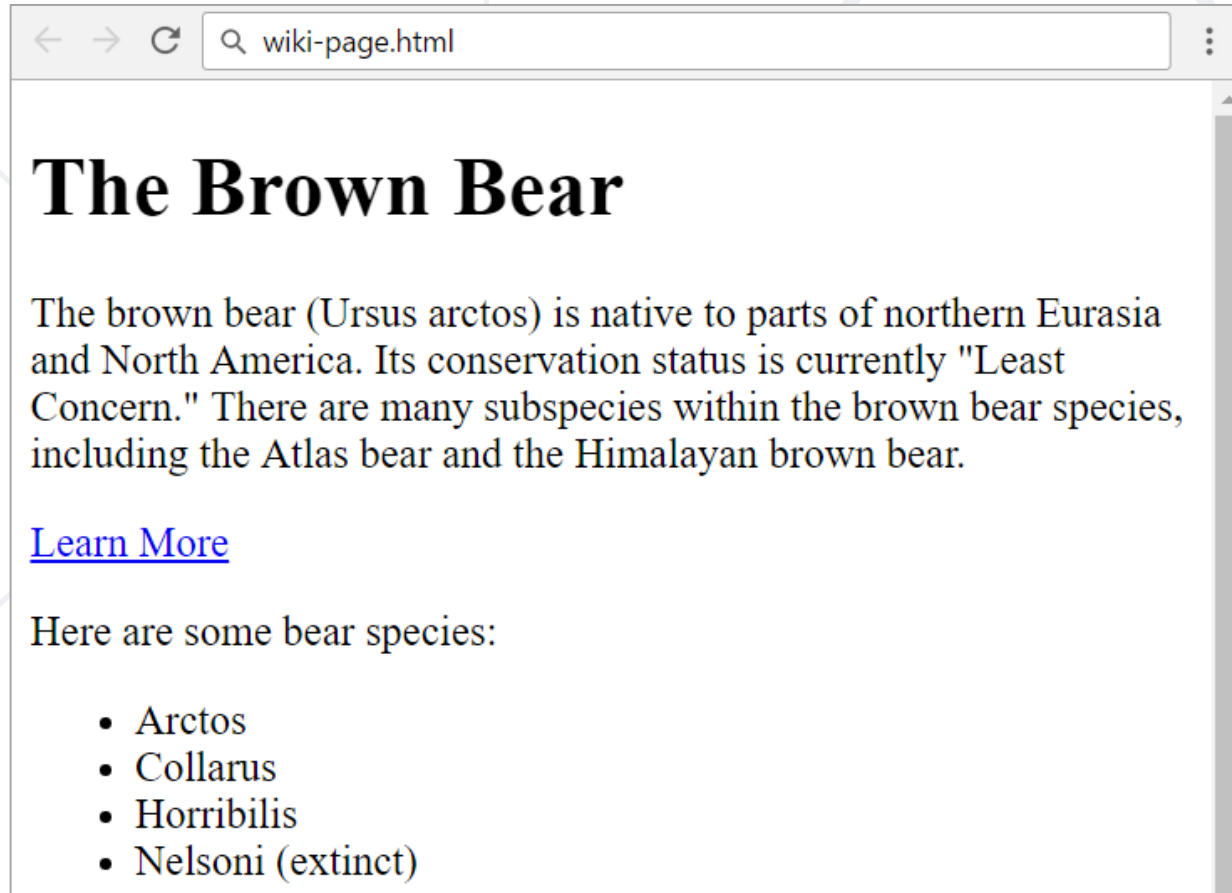 wiki-page.html
The Brown Bear
The brown bear (Ursus arctos) is native to parts of northern Eurasia
and North America. Its conservation status is currently "Least
Concern." There are many subspecies within the brown bear species,
including the Atlas bear and the Himalayan brown bear.
Learn More
Here are some bear species:
• Arctos
• Collarus
• Horribilis
• Nelsoni (extinct)